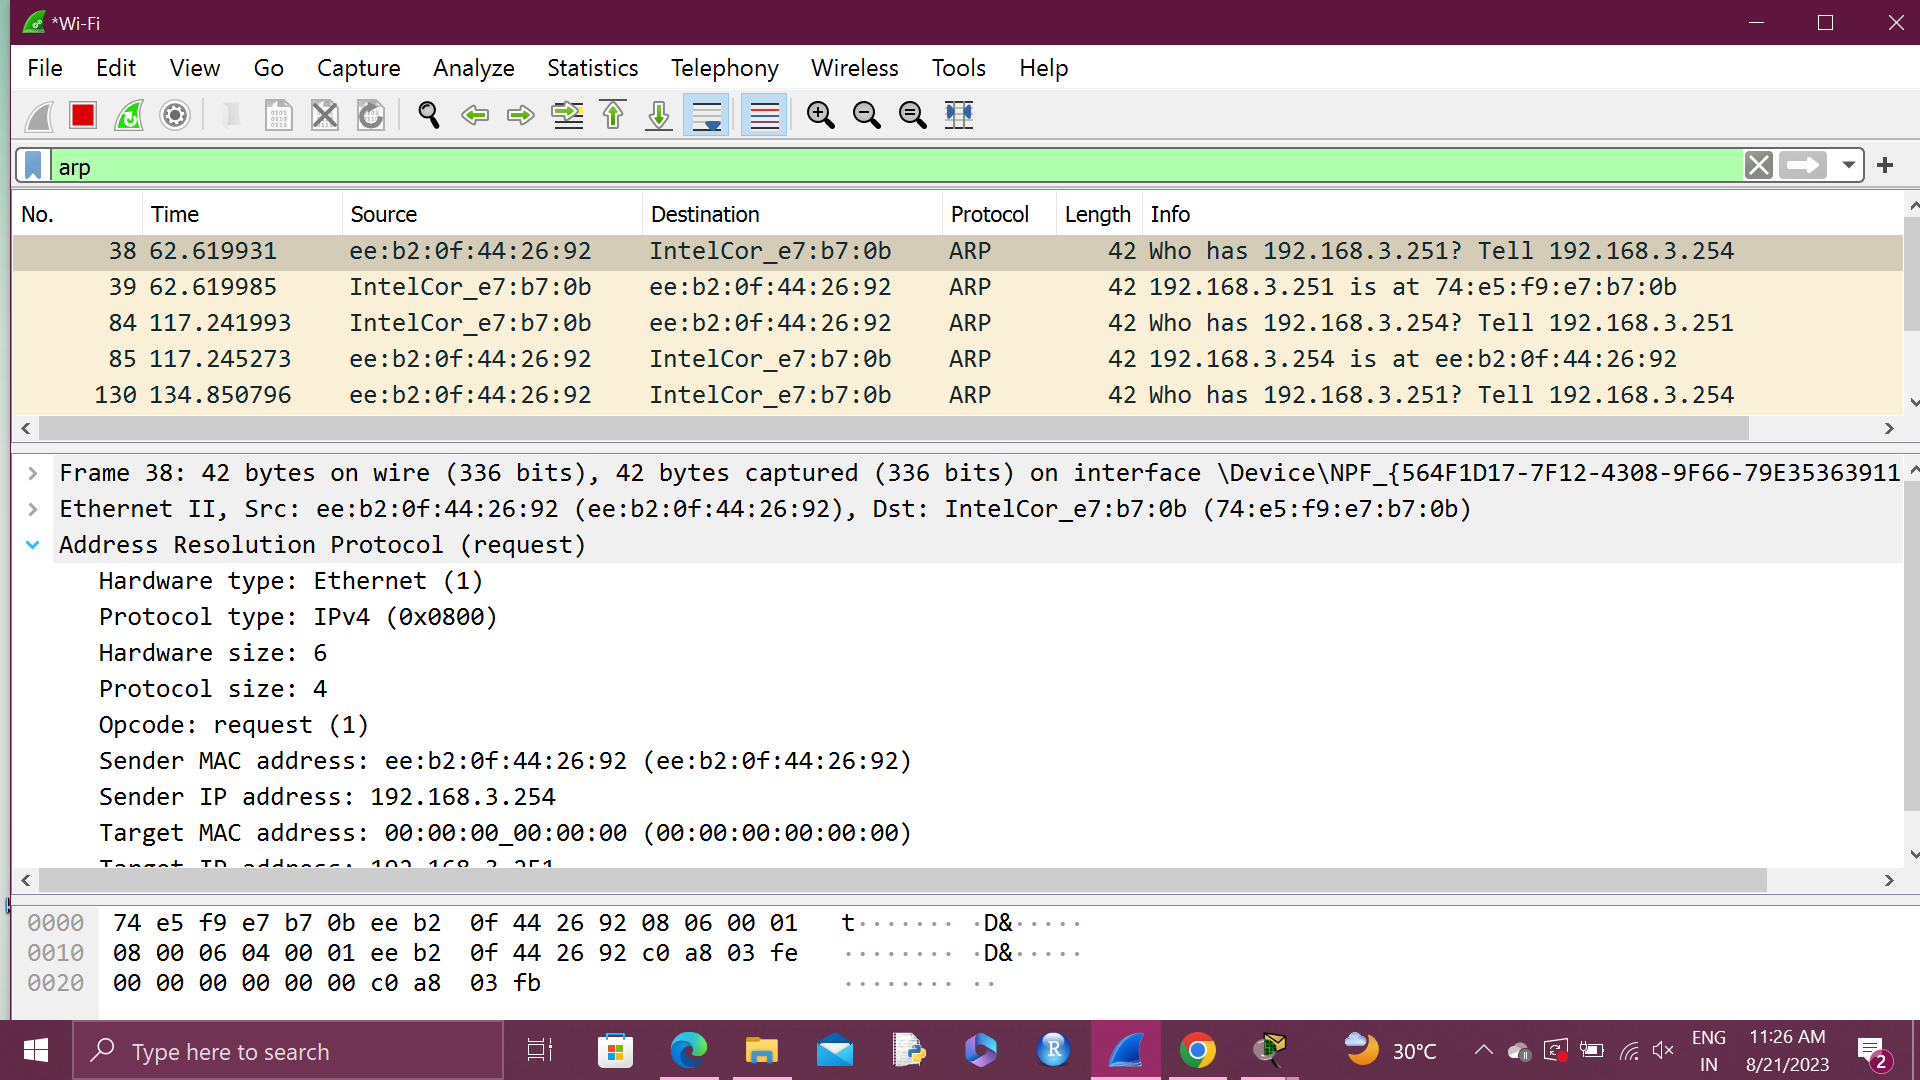 *Wi-Fi
File Edit View Go Capture Analyze Statistics Telephony Wireless Tools Help
arp
No. Time Source Destination Protocol Length Info
38 62.619931 ee:b2:0f:44:26:92 IntelCor_e7:b7:0b ARP 42 Who has 192.168.3.251? Tell 192.168.3.254
39 62.619985 IntelCor_e7:b7:0b ee:b2:0f:44:26:92 ARP 42 192.168.3.251 is at 74:e5:f9:e7:b7:0b
84 117.241993 IntelCor_e7:b7:0b ee:b2:0f:44:26:92 ARP 42 Who has 192.168.3.254? Tell 192.168.3.251
85 117.245273 ee:b2:0f:44:26:92 IntelCor_e7:b7:0b ARP 42 192.168.3.254 is at ee:b2:0f:44:26:92
130 134.850796 ee:b2:0f:44:26:92 IntelCor_e7:b7:0b ARP 42 Who has 192.168.3.251? Tell 192.168.3.254
Frame 38: 42 bytes on wire (336 bits), 42 bytes captured (336 bits) on interface \Device\NPF_{564F1D17-7F12-4308-9F66-79E35363911
Ethernet II, Src: ee:b2:0f:44:26:92 (ee:b2:0f:44:26:92), Dst: IntelCor_e7:b7:0b (74:e5:f9:e7:b7:0b)
Address Resolution Protocol (request)
Hardware type: Ethernet (1)
Protocol type: IPv4 (0x0800)
Hardware size: 6
Protocol size: 4
Opcode: request (1)
Sender MAC address: ee:b2:0f:44:26:92 (ee:b2:0f:44:26:92)
Sender IP address: 192.168.3.254
Target MAC address: 00:00:00_00:00:00 (00:00:00:00:00:00)
Target IP address: 192.168.3.251
0000 74 e5 f9 e7 b7 0b ee b2 0f 44 26 92 08 06 00 01 t······· ·D&·····
0010 08 00 06 04 00 01 ee b2 0f 44 26 92 c0 a8 03 fe ········ ·D&·····
0020 00 00 00 00 00 00 c0 a8 03 fb ········ ··
Type here to search
R
30°C
ENG
IN
11:26 AM
8/21/2023
2